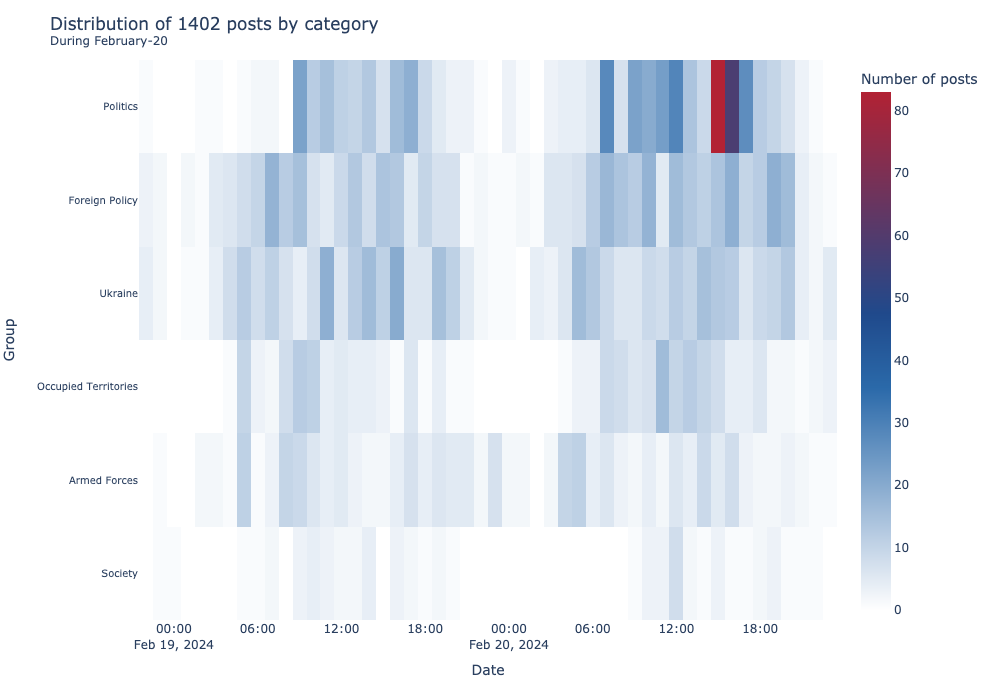 Distribution of 1402 posts by category
During February-20
Number of posts
80
70
60
50
40
30
20
10
0
Group
Politics
Foreign Policy
Ukraine
Occupied Territories
Armed Forces
Society
00:00 06:00 12:00 18:00 00:00 06:00 12:00 18:00
Feb 19, 2024 Feb 20, 2024
Date